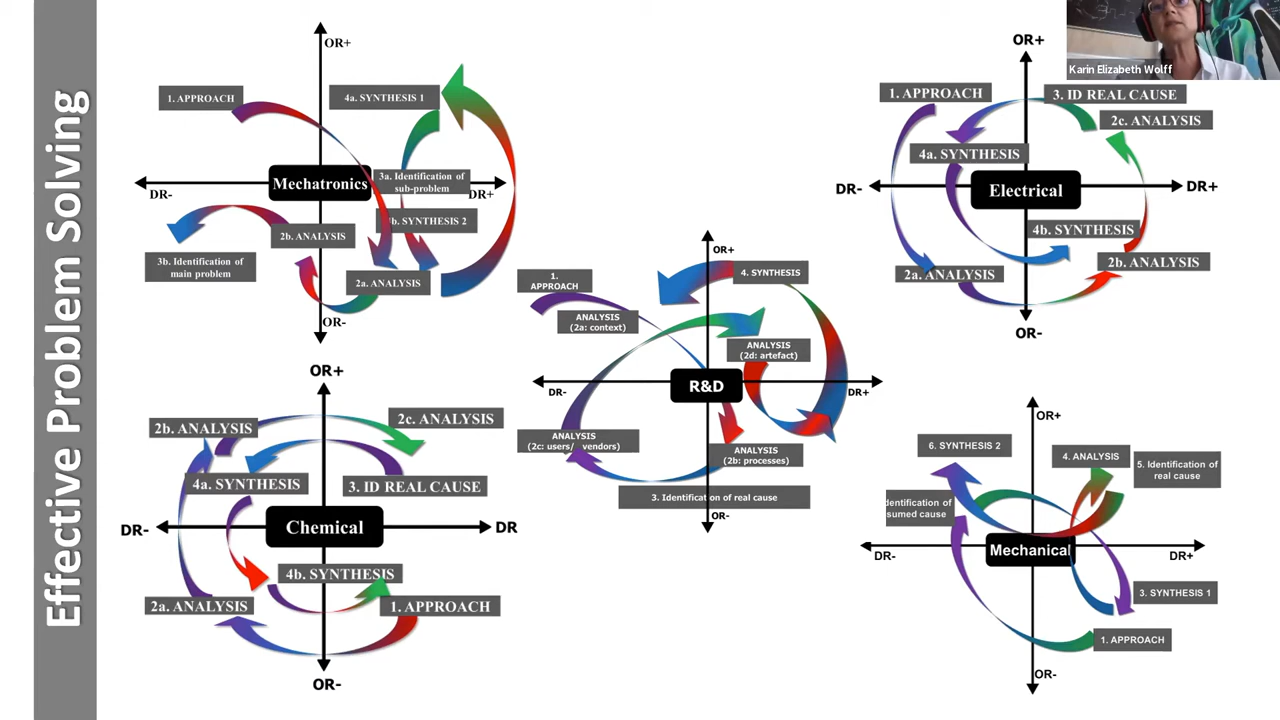 Effective Problem Solving
OR+
1. APPROACH
4a. SYNTHESIS 1
Mechatronics
3a. Identification of
sub-problem
DR-
DR+
b. SYNTHESIS 2
2b. ANALYSIS
3b. Identification of
main problem
2a. ANALYSIS
OR-
Karin Elizabeth Wolff
OR+
1. APPROACH
3. ID REAL CAUSE
2c. ANALYSIS
4a. SYNTHESIS
DR-
Electrical
DR+
4b. SYNTHESIS
2a. ANALYSIS
2b. ANALYSIS
OR-
OR+
1.
APPROACH
4. SYNTHESIS
ANALYSIS
(2a: context)
ANALYSIS
(2d: artefact)
R&D
DR-
DR+
ANALYSIS
(2c: users/ vendors)
ANALYSIS
(2b: processes)
3. Identification of real cause
OR-
OR+
2b. ANALYSIS
2c. ANALYSIS
4a. SYNTHESIS
3. ID REAL CAUSE
DR-
Chemical
DR
4b. SYNTHESIS
2a. ANALYSIS
1. APPROACH
OR-
OR+
6. SYNTHESIS 2
4. ANALYSIS
5. Identification of
real cause
dentification of
sumed cause
Mechanical
DR-
DR+
3. SYNTHESIS 1
1. APPROACH
OR-